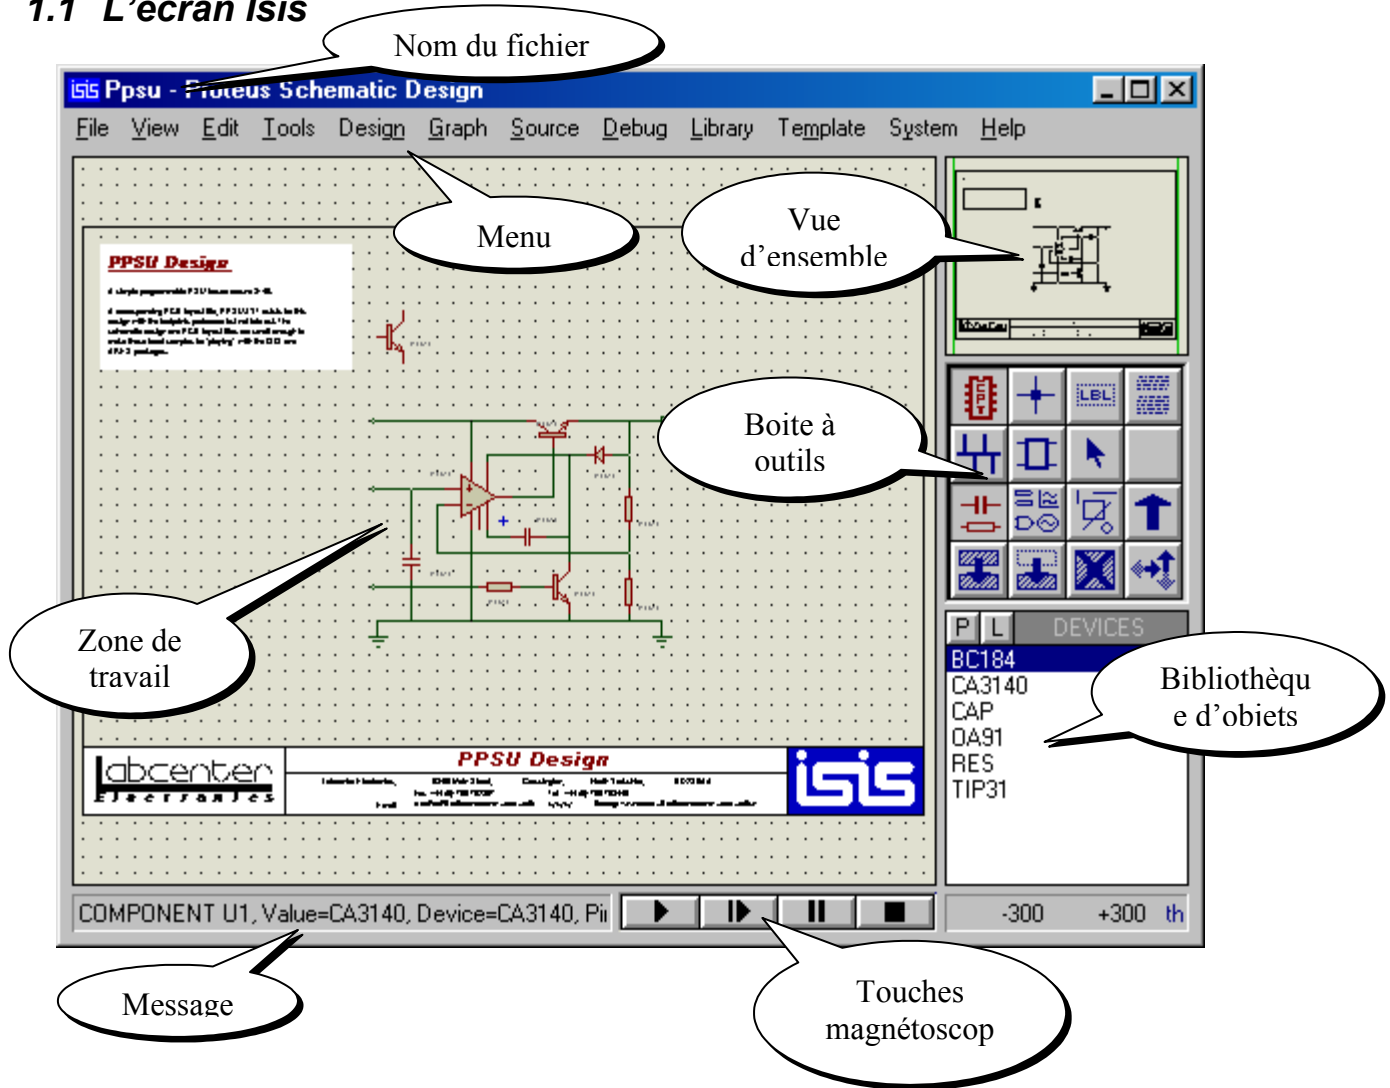 1.1 L'écran Isis
Nom du fichier
isis Ppsu - Proteus Schematic Design
File View Edit Tools Design Graph Source Debug Library Template System Help
Menu
Vue
d'ensemble
PPSU Design
Boite à
outils
CPT
LBL
Zone de
travail
P L DEVICES
BC184
CA3140
CAP
OA91
RES
TIP31
Bibliothèqu
e d'objets
labcenter
Electronics
PPSU Design
isis
COMPONENT U1, Value=CA3140, Device=CA3140, Pi
-300 +300 th
Message
Touches
magnétoscop